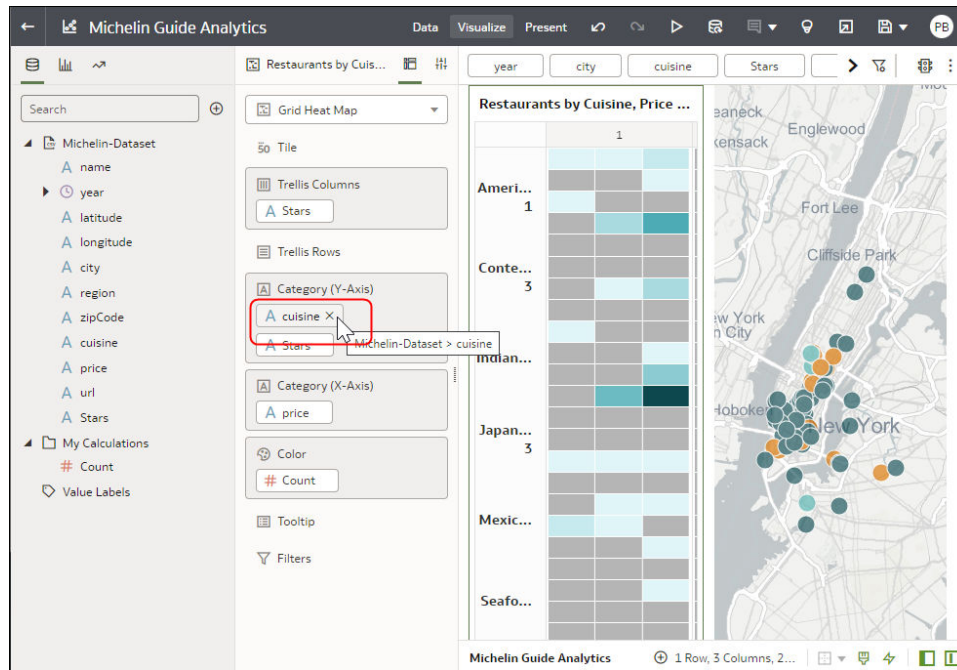 Michelin Guide Analytics
Data
Visualize
Present
PB
Restaurants by Cuis...
year
city
cuisine
Stars
Search
Grid Heat Map
Michelin-Dataset
name
year
latitude
longitude
city
region
zipCode
cuisine
price
url
Stars
My Calculations
# Count
Value Labels
50 Tile
Trellis Columns
A Stars
Trellis Rows
Category (Y-Axis)
A cuisine ×
A Stars
Michelin-Dataset > cuisine
Category (X-Axis)
A price
Color
# Count
Tooltip
Filters
Restaurants by Cuisine, Price ...
1
Ameri...
1
Conte...
3
Indian...
Japan...
3
Mexic...
Seafo...
Englewood
Fort Lee
Cliffside Park
Hoboken
New York
Michelin Guide Analytics
1 Row, 3 Columns, 2...